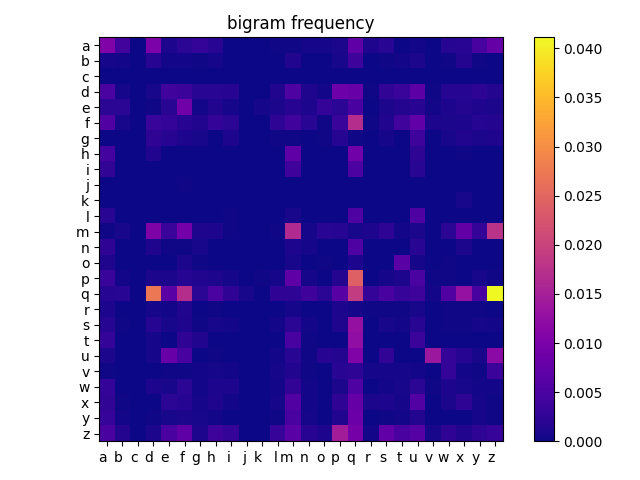 bigram frequency
a
b
c
d
e
f
g
h
i
j
k
l
m
n
o
p
q
r
s
t
u
v
w
x
y
z
a b c d e f g h i j k l m n o p q r s t u v w x y z
0.040
0.035
0.030
0.025
0.020
0.015
0.010
0.005
0.000